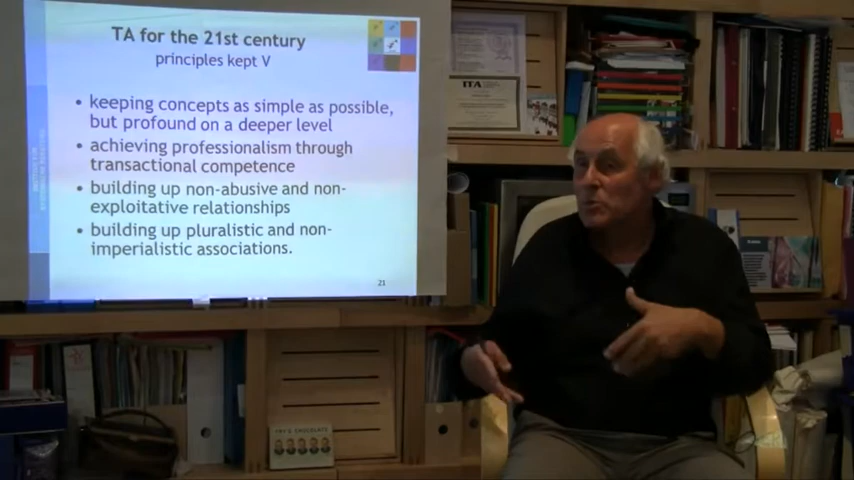 TA for the 21st century
principles kept V
• keeping concepts as simple as possible,
but profound on a deeper level
• achieving professionalism through
transactional competence
• building up non-abusive and non-
exploitative relationships
• building up pluralistic and non-
imperialistic associations.
21
ITA
FRY'S CHOCOLATE